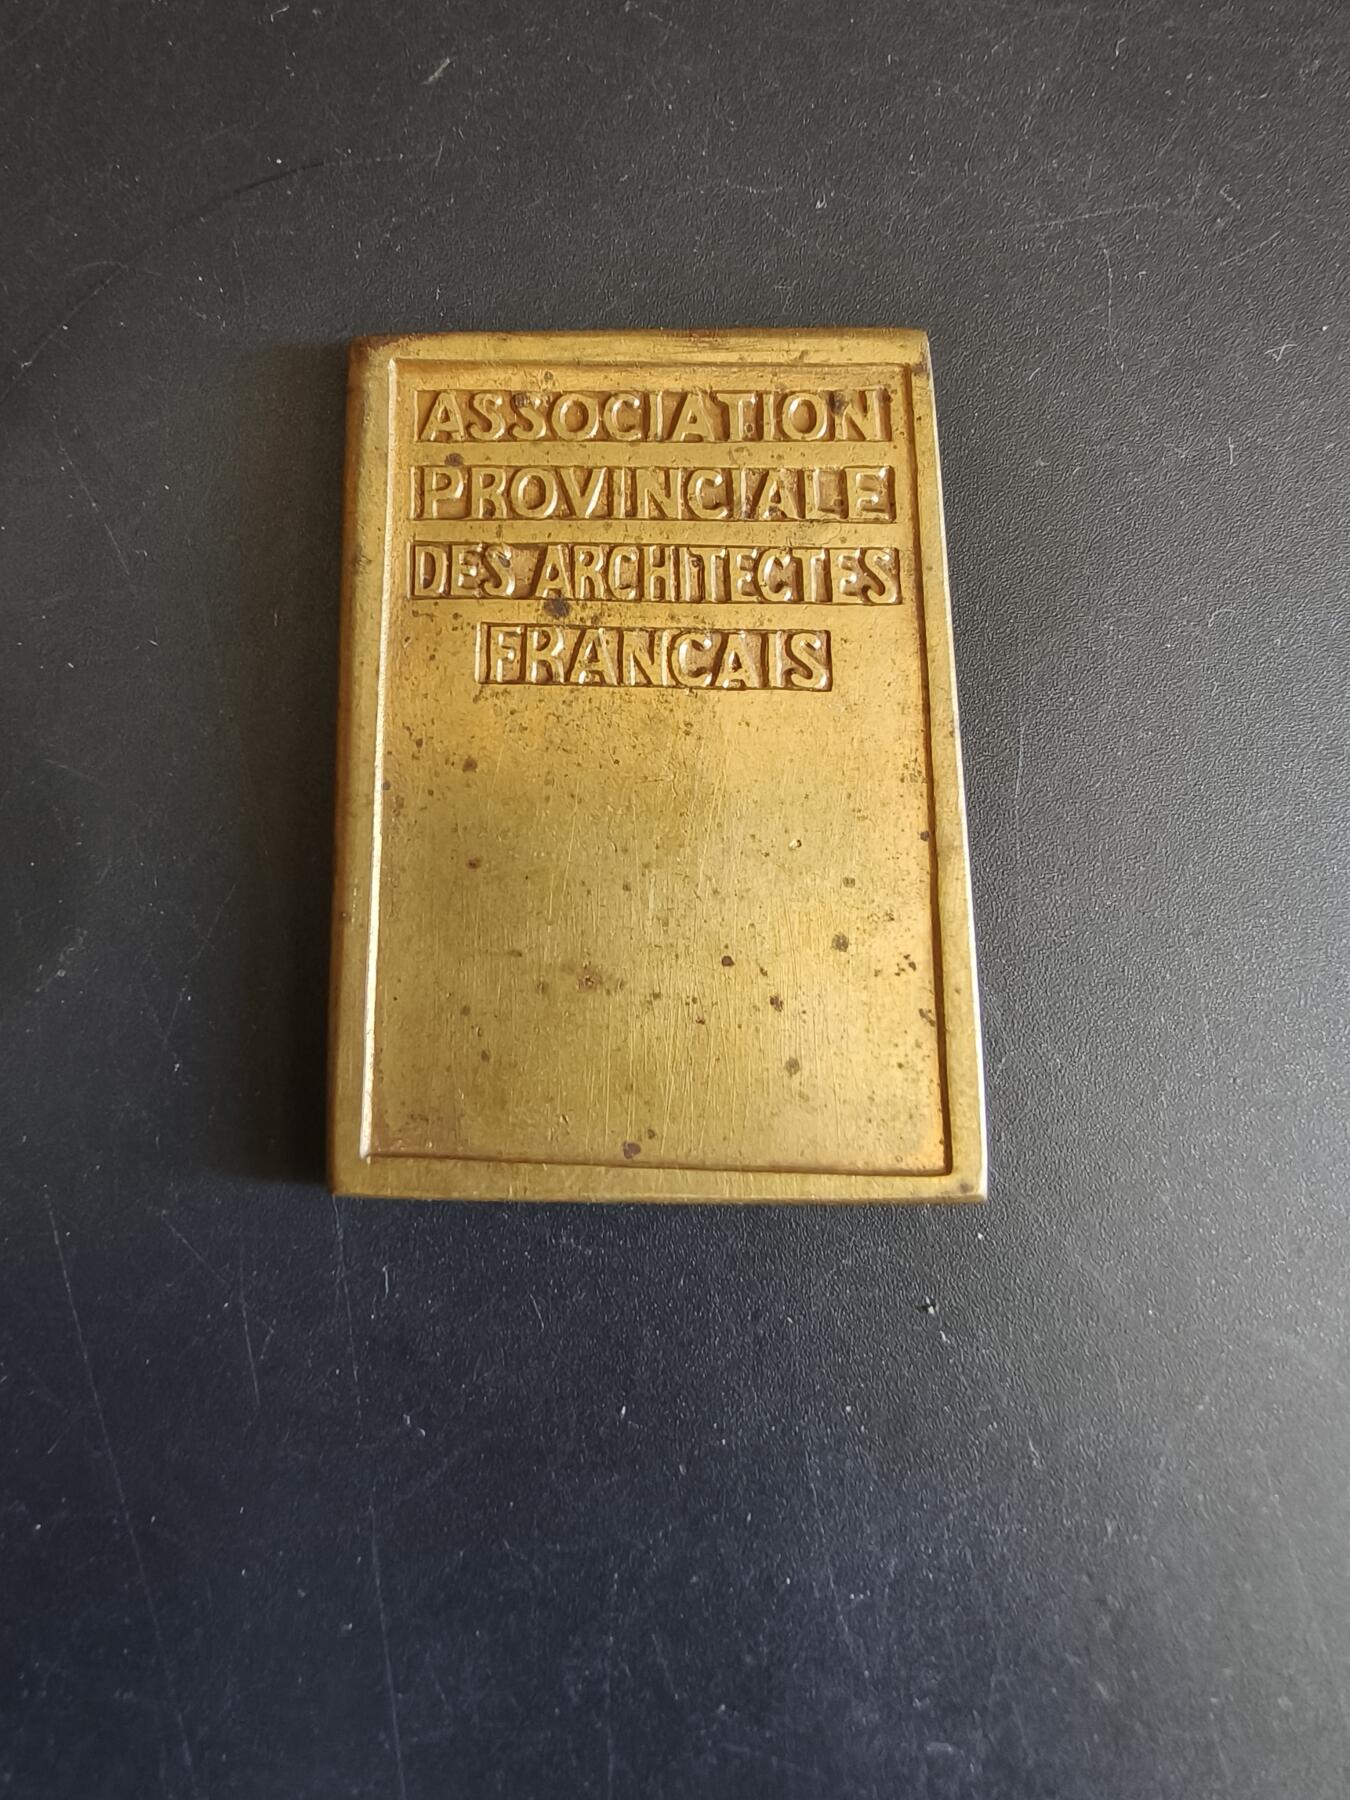 ASSOCIATION
PROVINCIALE
DES ARCHITECTES
FRANCAIS